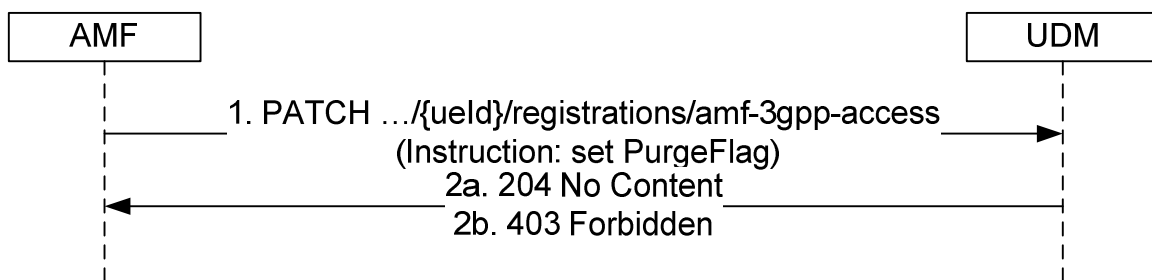 AMF
UDM
1. PATCH …/{ueId}/registrations/amf-3gpp-access
(Instruction: set PurgeFlag)
2a. 204 No Content
2b. 403 Forbidden